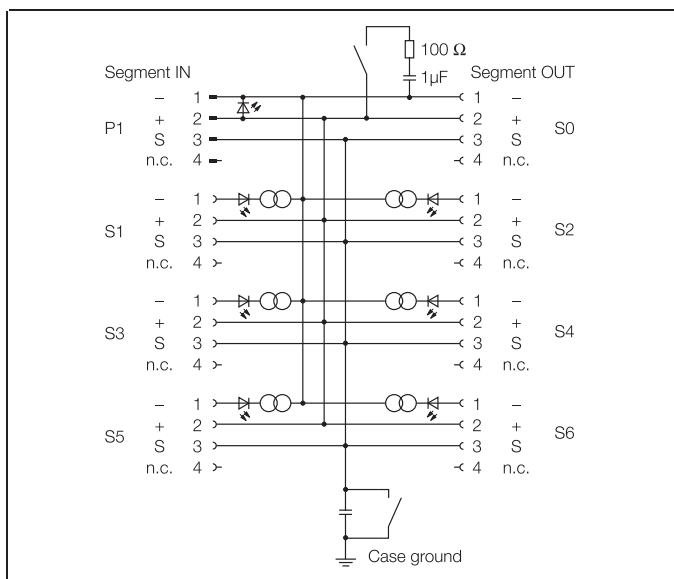 100 Ω
1µF
Segment IN Segment OUT
− 1 1 −
P1 + 2 2 + S0
S 3 3 S
n.c. 4 4 n.c.
− 1 1 −
S1 + 2 2 + S2
S 3 3 S
n.c. 4 4 n.c.
− 1 1 −
S3 + 2 2 + S4
S 3 3 S
n.c. 4 4 n.c.
− 1 1 −
S5 + 2 2 + S6
S 3 3 S
n.c. 4 4 n.c.
Case ground